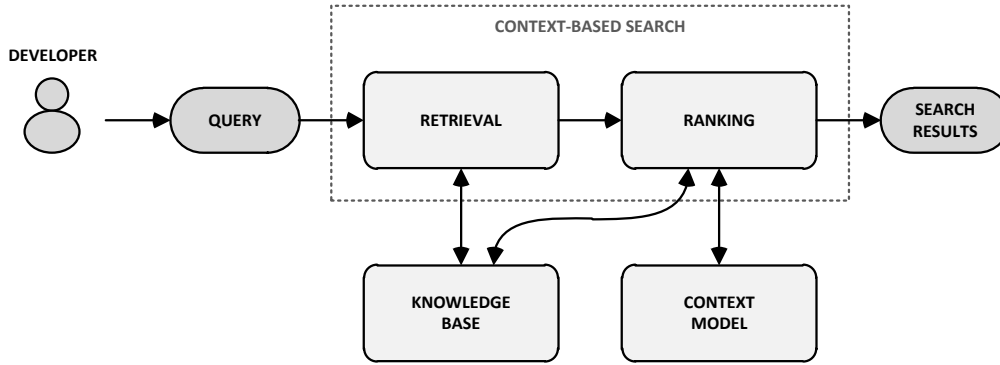 CONTEXT-BASED SEARCH
DEVELOPER
QUERY
RETRIEVAL
RANKING
SEARCH
RESULTS
KNOWLEDGE
BASE
CONTEXT
MODEL